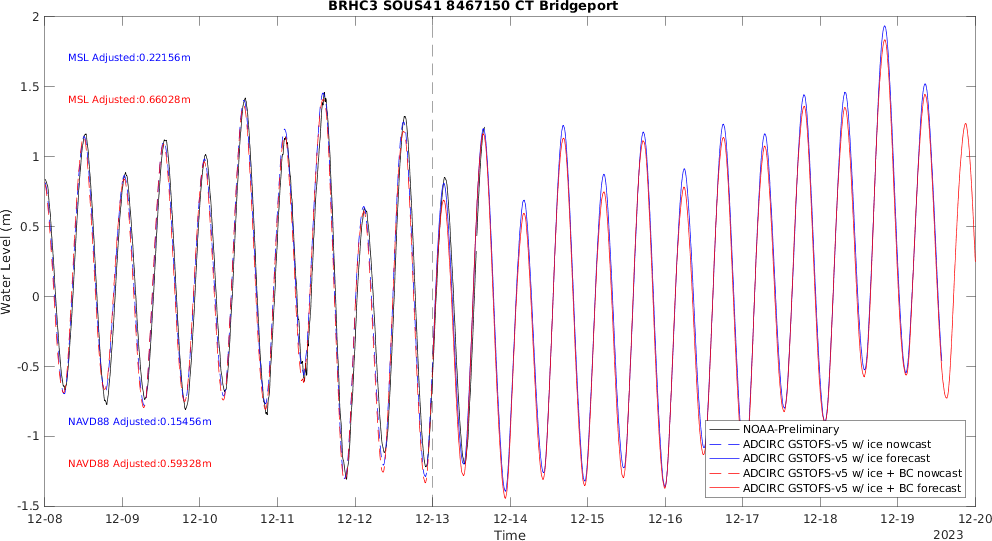 BRHC3 SOUS41 8467150 CT Bridgeport
2
1.5
1
0.5
0
-0.5
-1
-1.5
Water Level (m)
MSL Adjusted:0.22156m
MSL Adjusted:0.66028m
NAVD88 Adjusted:0.15456m
NAVD88 Adjusted:0.59328m
NOAA-Preliminary
ADCIRC GSTOFS-v5 w/ ice nowcast
ADCIRC GSTOFS-v5 w/ ice forecast
ADCIRC GSTOFS-v5 w/ ice + BC nowcast
ADCIRC GSTOFS-v5 w/ ice + BC forecast
12-08 12-09 12-10 12-11 12-12 12-13 12-14 12-15 12-16 12-17 12-18 12-19 12-20
Time
2023